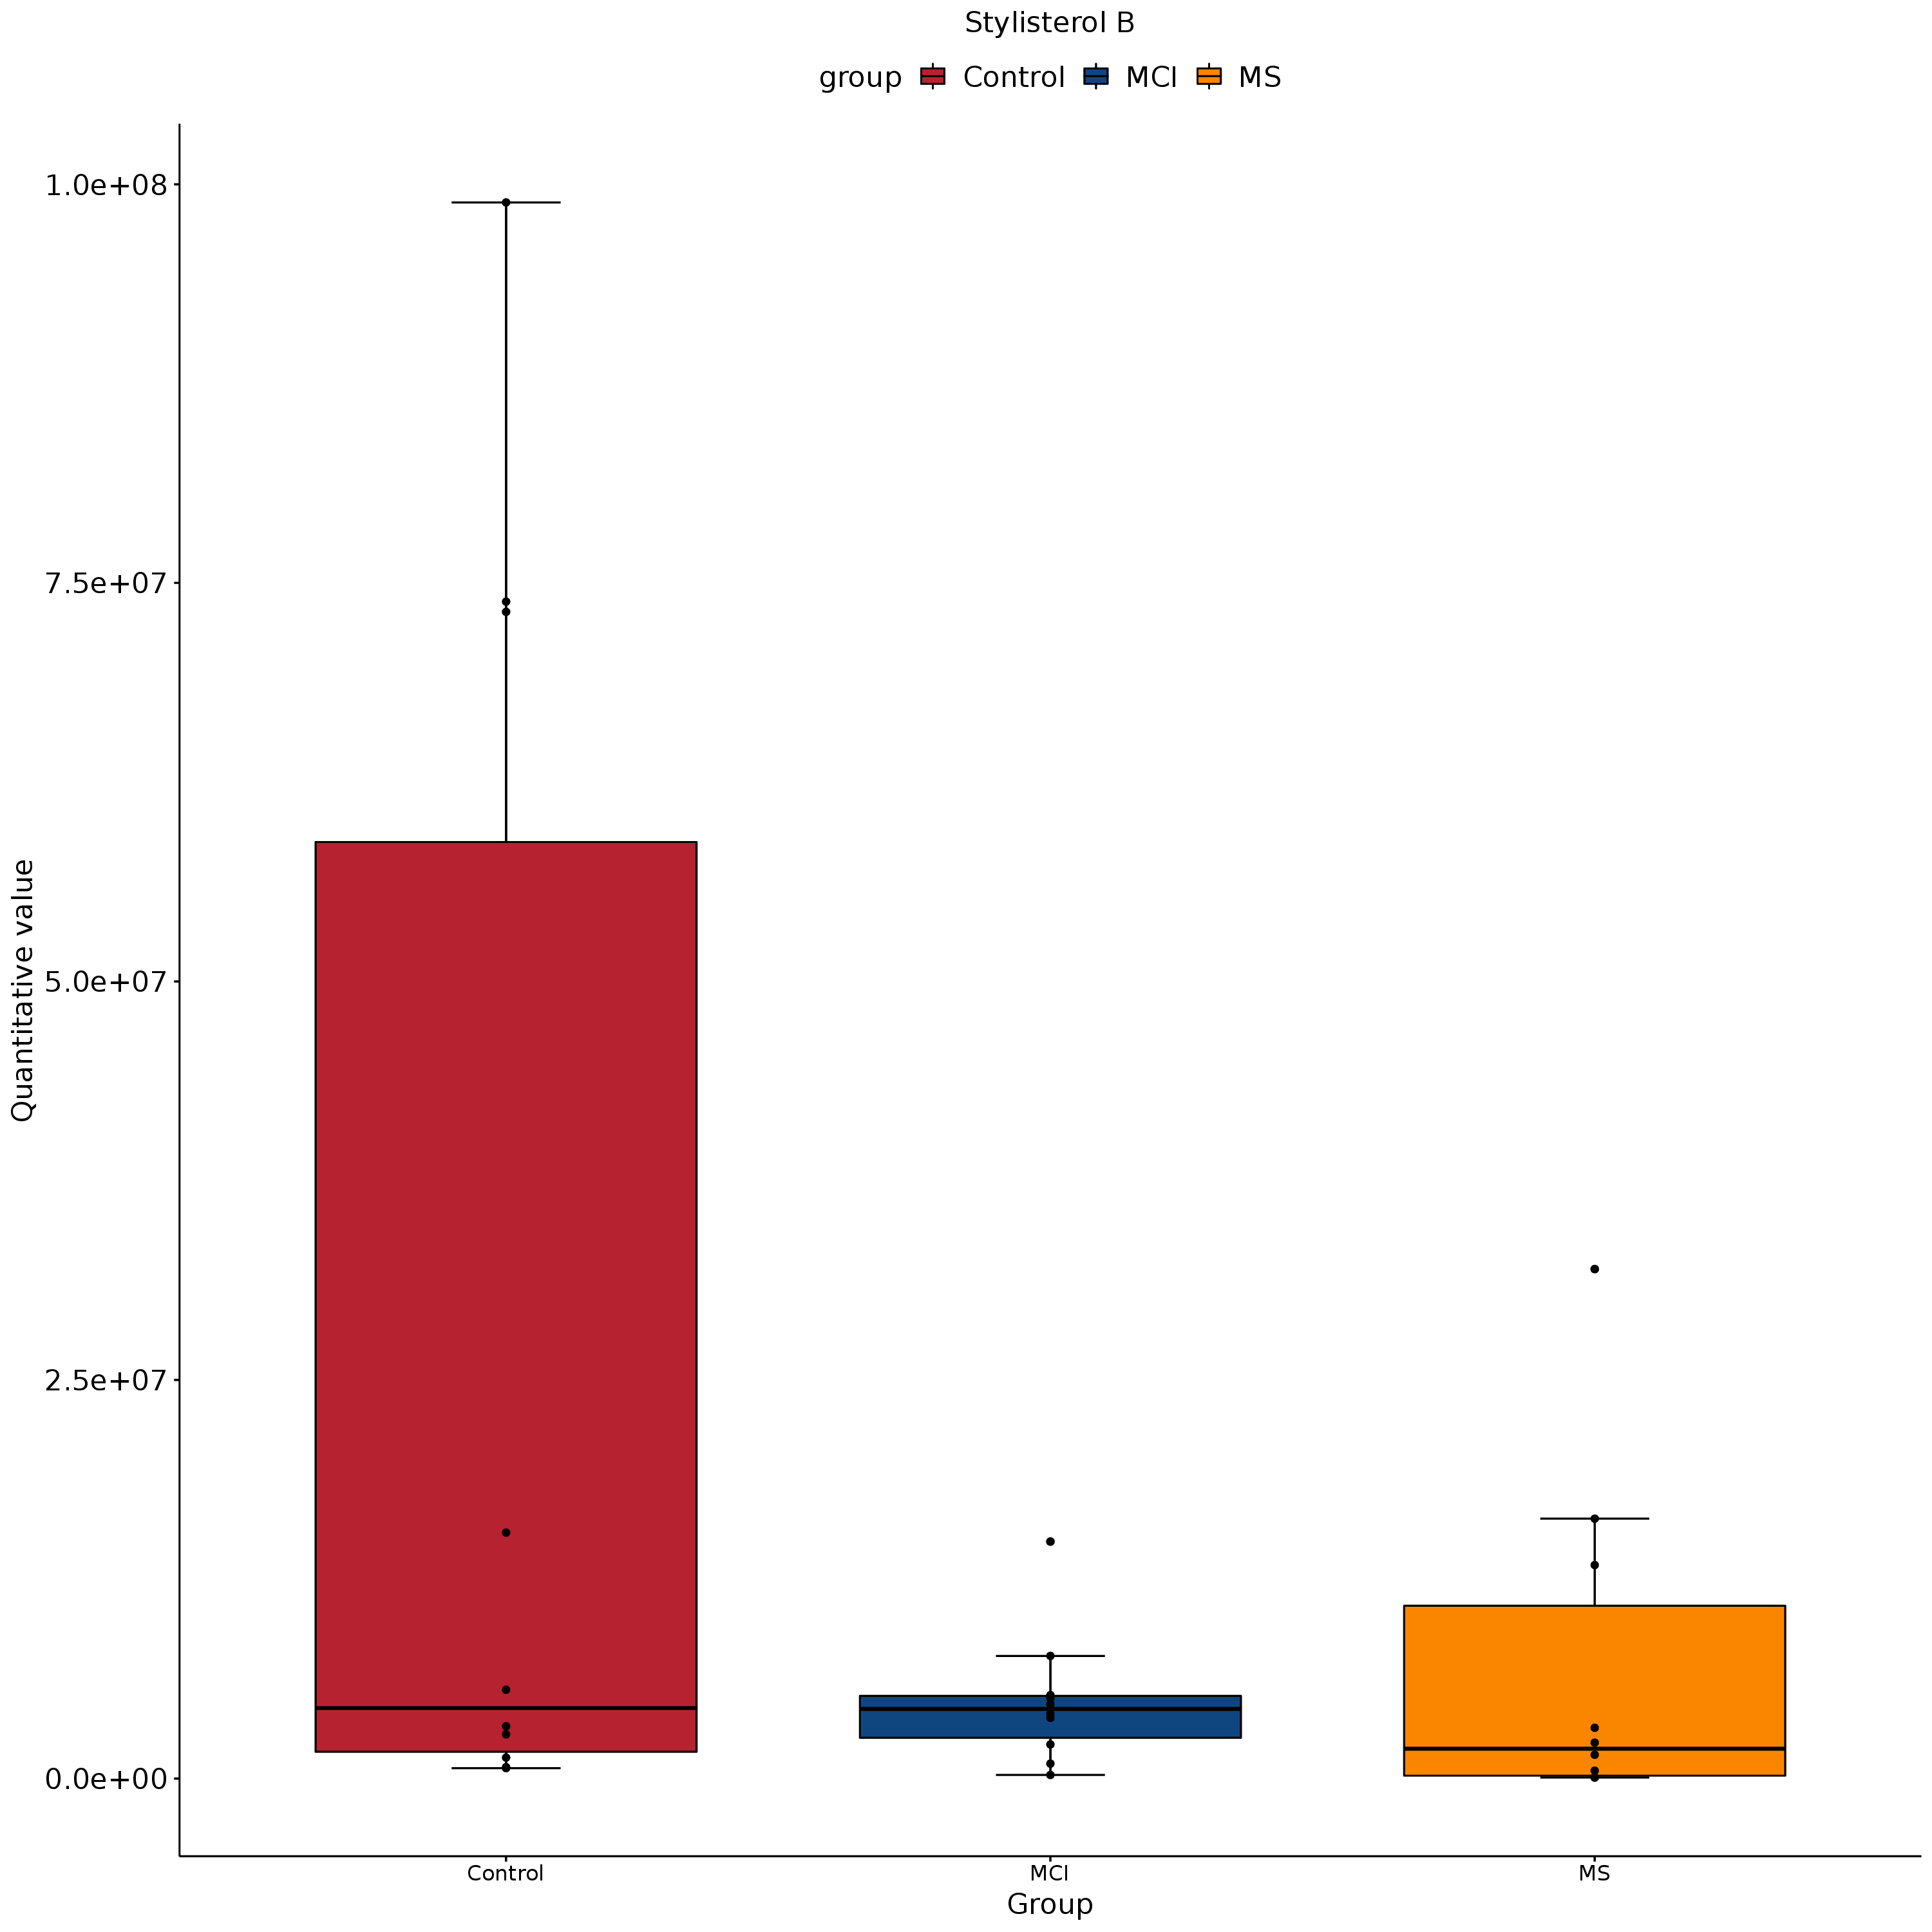 Stylisterol B
group Control MCI MS
1.0e+08
7.5e+07
5.0e+07
2.5e+07
0.0e+00
Quantitative value
Control MCI MS
Group